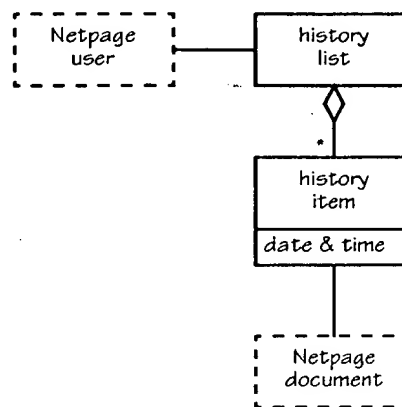 Netpage
user
history
list
*
history
item
date & time
Netpage
document